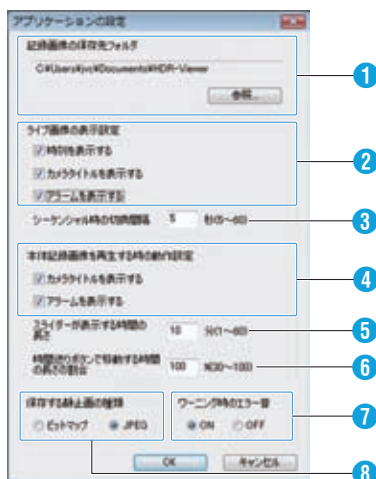 アプリケーションの設定
記録画像の保存先フォルダ
C:¥Users¥jvc¥Documents¥HDR-Viewer
参照...
1
ライブ画像の表示設定
時刻を表示する
カメラタイトルを表示する
アラームを表示する
2
シーケンシャル時の切換間隔 5 秒(5~60)
3
本体記録画像を再生する時の動作設定
カメラタイトルを表示する
アラームを表示する
4
スライダーが表示する時間の長さ 10 分(1~60)
5
時間送りボタンで移動する時間の長さの割合 100 %(30~100)
6
保存する静止画の種類
ビットマップ JPEG
ワーニング時のエラー音
ON OFF
7
OK キャンセル
8